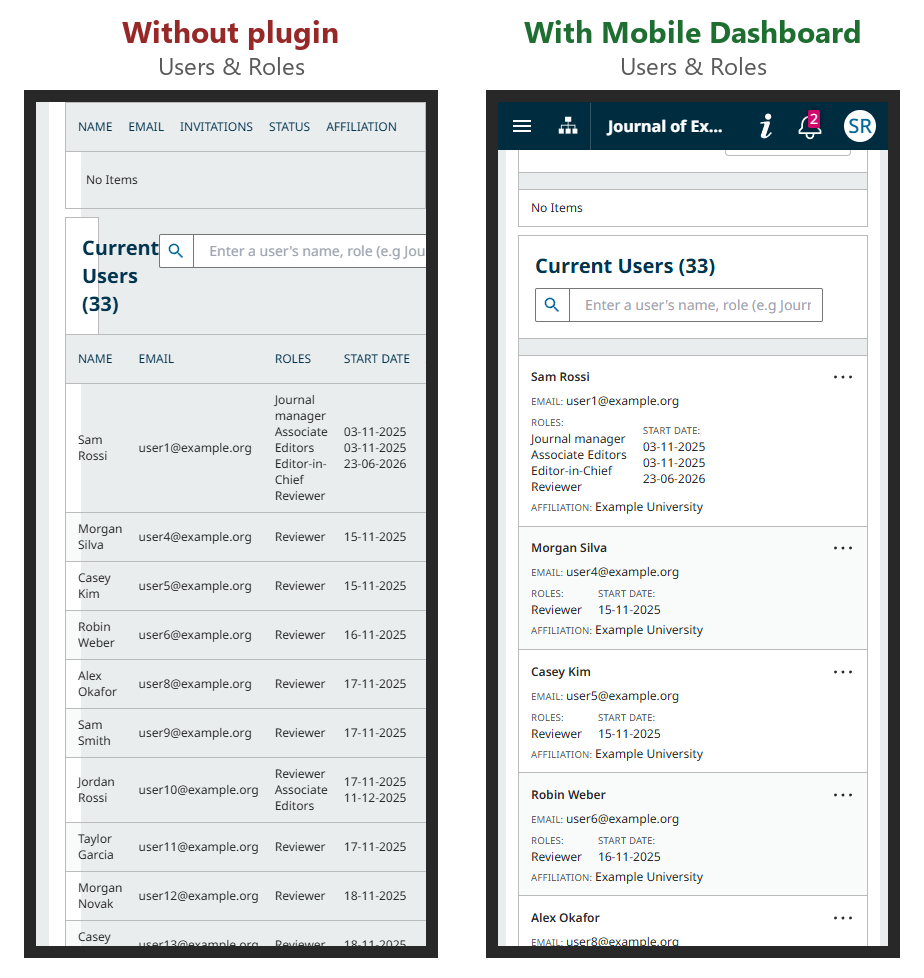 Without plugin
Users & Roles
NAME EMAIL INVITATIONS STATUS AFFILIATION
No Items
Current Users (33)
Enter a user's name, role (e.g Jou
NAME EMAIL ROLES START DATE
Sam Rossi user1@example.org Journal manager 03-11-2025
Associate Editors 03-11-2025
Editor-in-Chief 23-06-2026
Reviewer
Morgan Silva user4@example.org Reviewer 15-11-2025
Casey Kim user5@example.org Reviewer 15-11-2025
Robin Weber user6@example.org Reviewer 16-11-2025
Alex Okafor user8@example.org Reviewer 17-11-2025
Sam Smith user9@example.org Reviewer 17-11-2025
Jordan Rossi user10@example.org Reviewer 17-11-2025
Associate Editors 11-12-2025
Taylor Garcia user11@example.org Reviewer 17-11-2025
Morgan Novak user12@example.org Reviewer 18-11-2025
Casey user13@example.org Reviewer 18-11-2025
With Mobile Dashboard
Users & Roles
Journal of Ex... 2 SR
No Items
Current Users (33)
Enter a user's name, role (e.g Journ
Sam Rossi
EMAIL: user1@example.org
ROLES: START DATE:
Journal manager 03-11-2025
Associate Editors 03-11-2025
Editor-in-Chief 23-06-2026
Reviewer
AFFILIATION: Example University
Morgan Silva
EMAIL: user4@example.org
ROLES: START DATE:
Reviewer 15-11-2025
AFFILIATION: Example University
Casey Kim
EMAIL: user5@example.org
ROLES: START DATE:
Reviewer 15-11-2025
AFFILIATION: Example University
Robin Weber
EMAIL: user6@example.org
ROLES: START DATE:
Reviewer 16-11-2025
AFFILIATION: Example University
Alex Okafor
EMAIL: user8@example.org